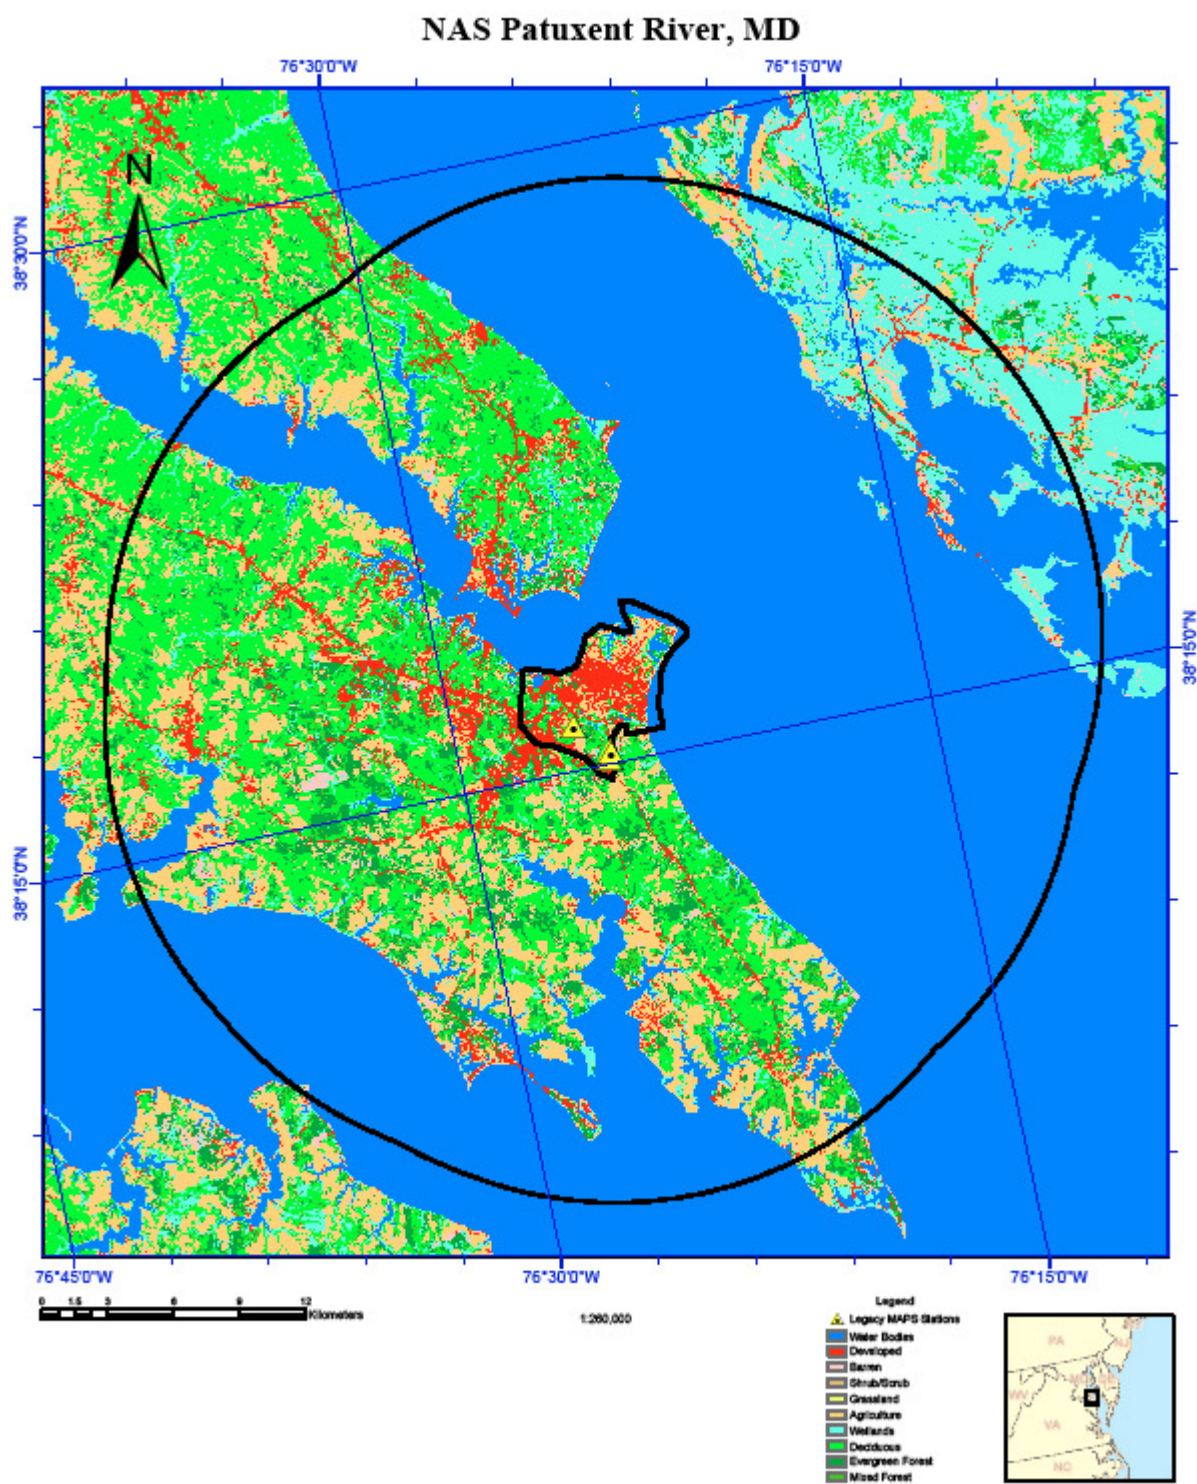 NAS Patuxent River, MD
76°30'0"W 76°15'0"W
N
38°30'0"N
38°15'0"N
38°15'0"N
76°45'0"W 76°30'0"W 76°15'0"W
0 1.5 3 6 9 12
Kilometers
1:260,000
Legend
Legacy MAPS Stations
Water Bodies
Developed
Barren
Shrub/Scrub
Grassland
Agriculture
Wetlands
Deciduous
Evergreen Forest
Mixed Forest
PA
NJ
WV
VA
NC